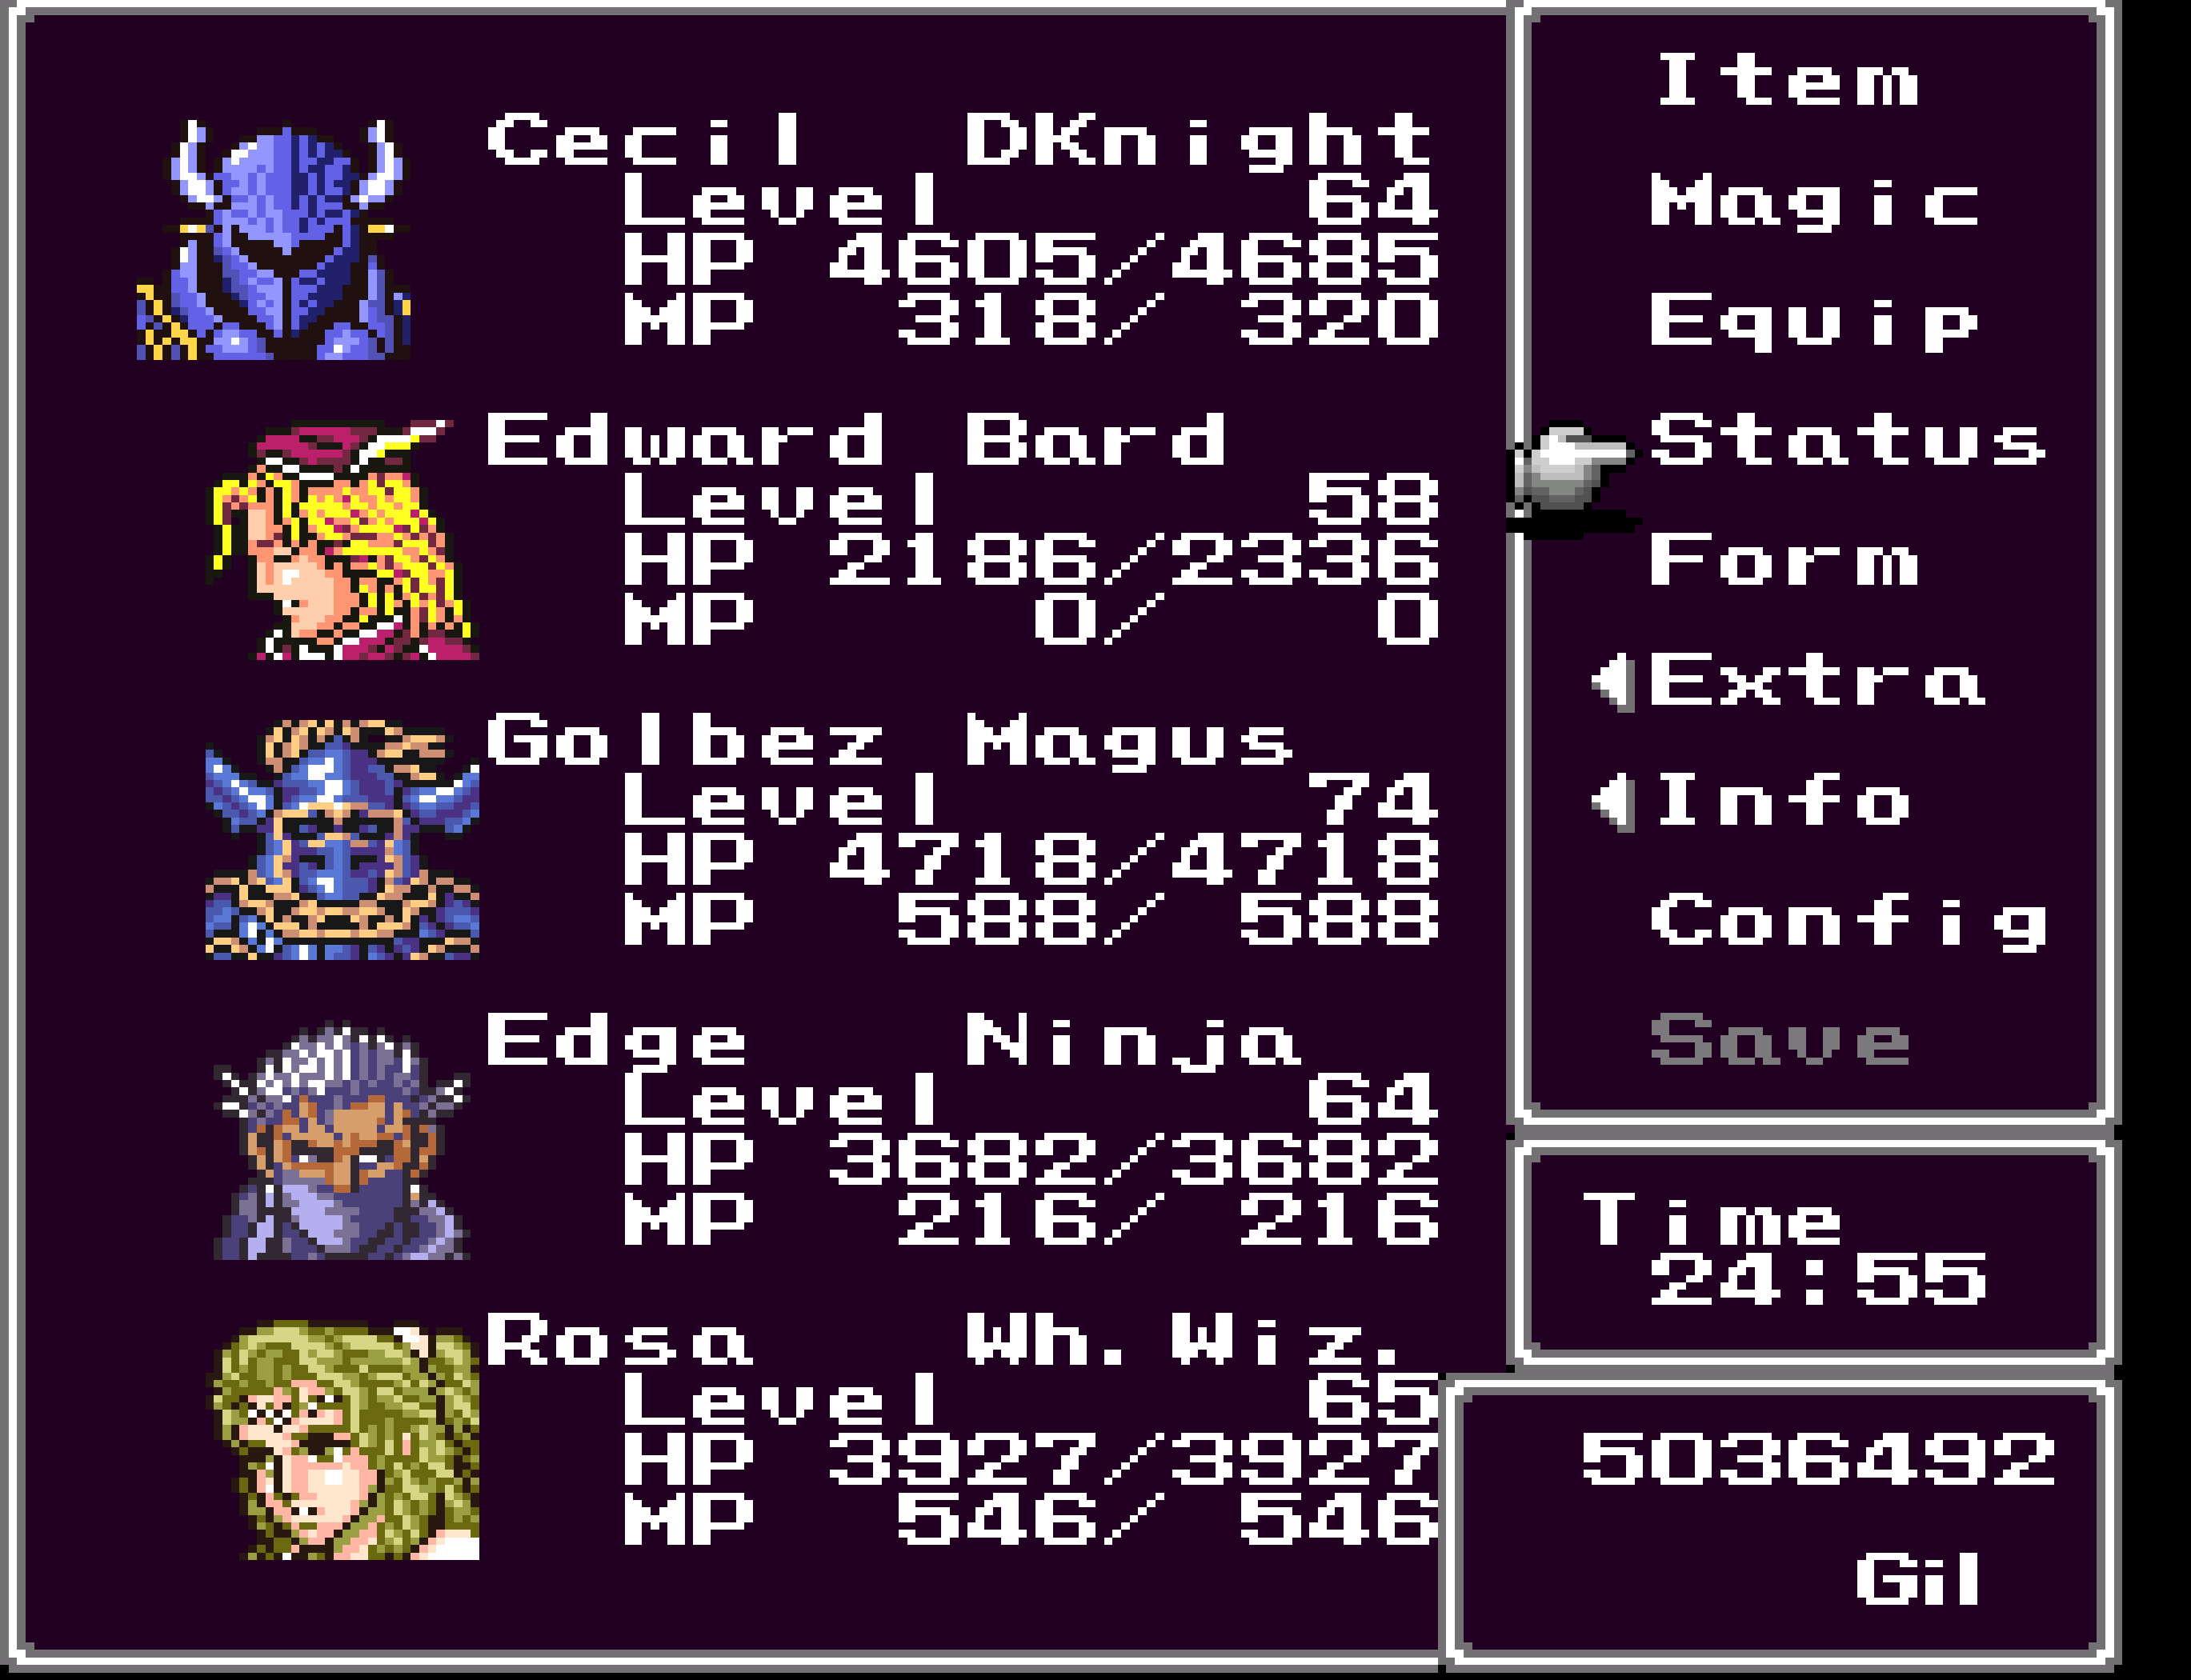 Cecil DKnight
Level 64
HP 4605/4685
MP 318/ 320
Edward Bard
Level 58
HP 2186/2336
MP 0/ 0
Golbez Magus
Level 74
HP 4718/4718
MP 588/ 588
Edge Ninja
Level 64
HP 3682/3682
MP 216/ 216
Rosa Wh. Wiz.
Level 65
HP 3927/3927
MP 546/ 546
Item
Magic
Equip
Status
Form
Extra
Info
Config
Save
Time
24:55
5036492
Gil